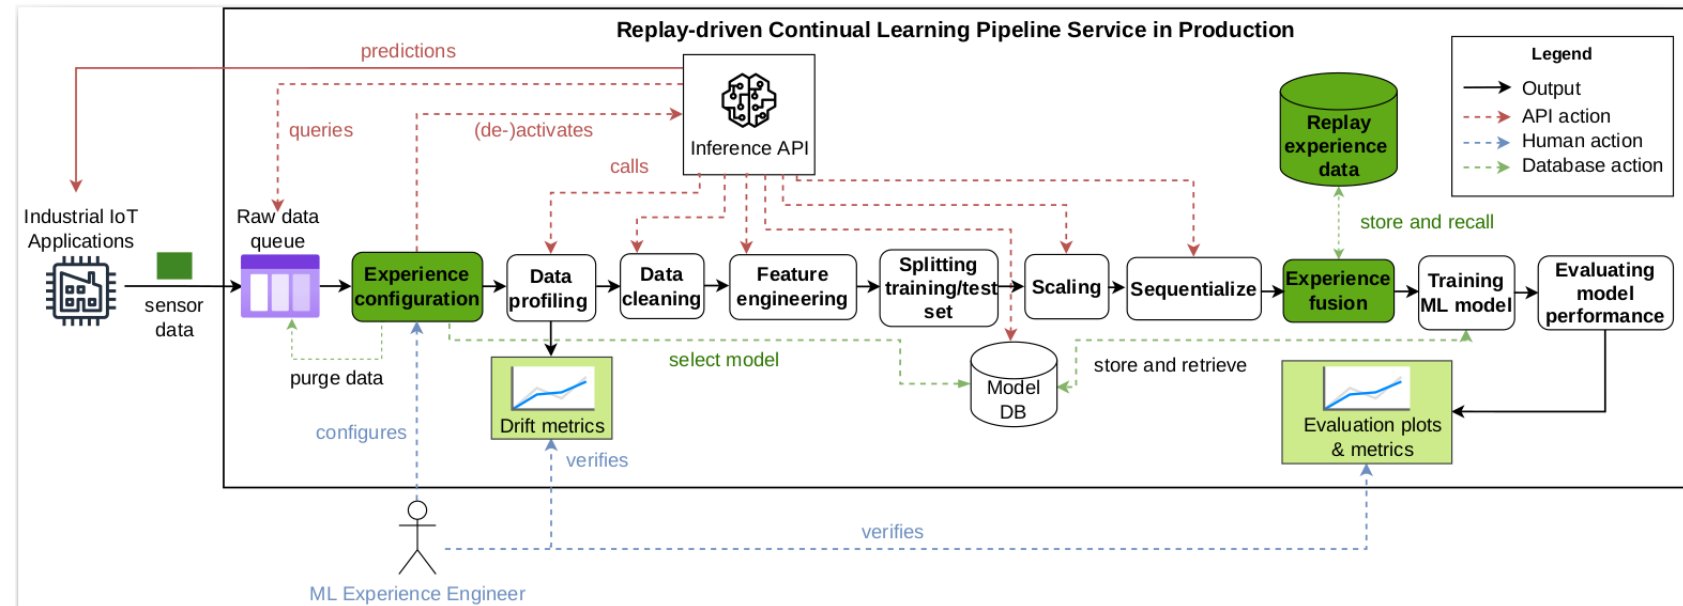 Replay-driven Continual Learning Pipeline Service in Production
Legend
Output
API action
Human action
Database action
predictions
queries
(de-)activates
Inference API
calls
Replay
experience
data
store and recall
Industrial IoT
Applications
sensor
data
Raw data
queue
Experience
configuration
Data
profiling
Data
cleaning
Feature
engineering
Splitting
training/test
set
Scaling
Sequentialize
Experience
fusion
Training
ML model
Evaluating
model
performance
purge data
select model
store and retrieve
Model
DB
Drift metrics
Evaluation plots
& metrics
configures
verifies
verifies
ML Experience Engineer